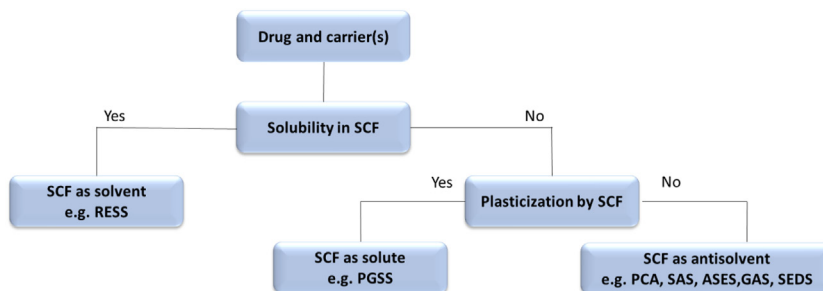 Drug and carrier(s)
Yes
No
Solubility in SCF
SCF as solvent
e.g. RESS
Yes
No
Plasticization by SCF
SCF as solute
e.g. PGSS
SCF as antisolvent
e.g. PCA, SAS, ASES,GAS, SEDS